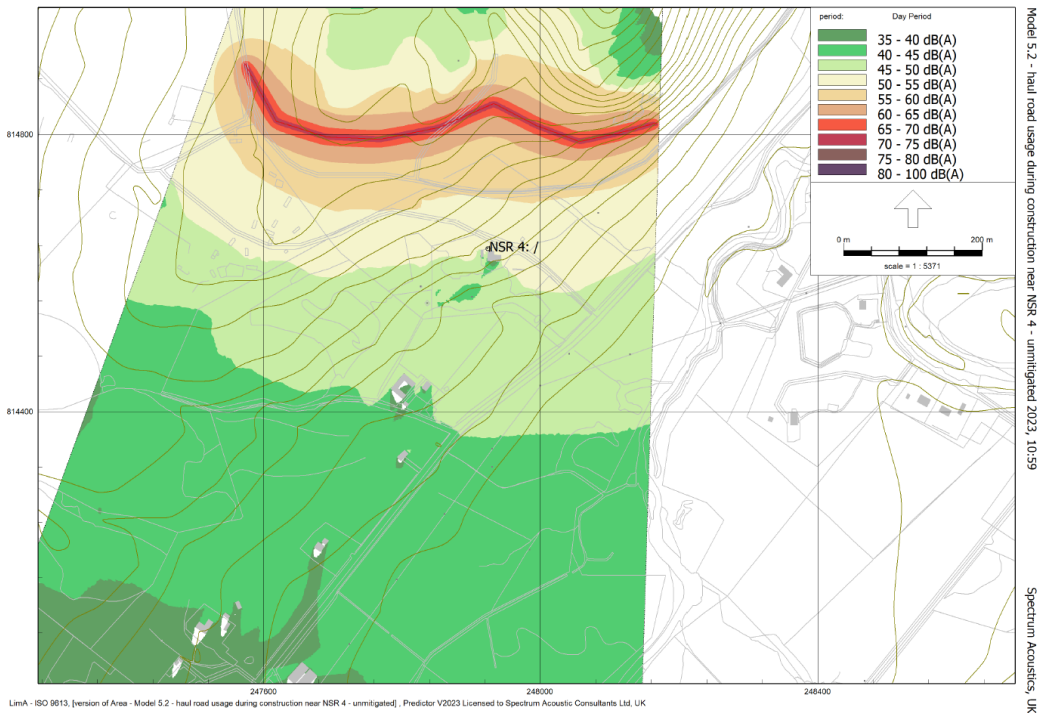 period: Day Period
35 - 40 dB(A)
40 - 45 dB(A)
45 - 50 dB(A)
50 - 55 dB(A)
55 - 60 dB(A)
60 - 65 dB(A)
65 - 70 dB(A)
70 - 75 dB(A)
75 - 80 dB(A)
80 - 100 dB(A)
0 m 200 m
scale = 1 : 5371
814800
NSR 4: /
814400
247600 248000 248400
LimA - ISO 9613, [version of Area - Model 5.2 - haul road usage during construction near NSR 4 - unmitigated] , Predictor V2023 Licensed to Spectrum Acoustic Consultants Ltd, UK
Model 5.2 - haul road usage during construction near NSR 4 - unmitigated 2023, 10:59
Spectrum Acoustics, UK